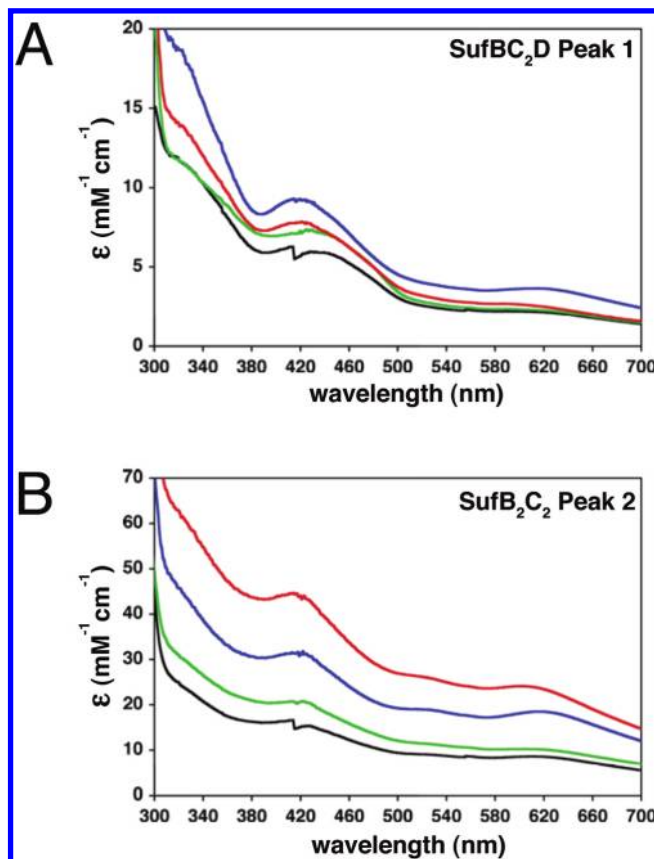 A
SufBC₂D Peak 1
20
15
10
5
0
ε (mM⁻¹ cm⁻¹)
300 340 380 420 460 500 540 580 620 660 700
wavelength (nm)
B
SufB₂C₂ Peak 2
70
60
50
40
30
20
10
0
ε (mM⁻¹ cm⁻¹)
300 340 380 420 460 500 540 580 620 660 700
wavelength (nm)